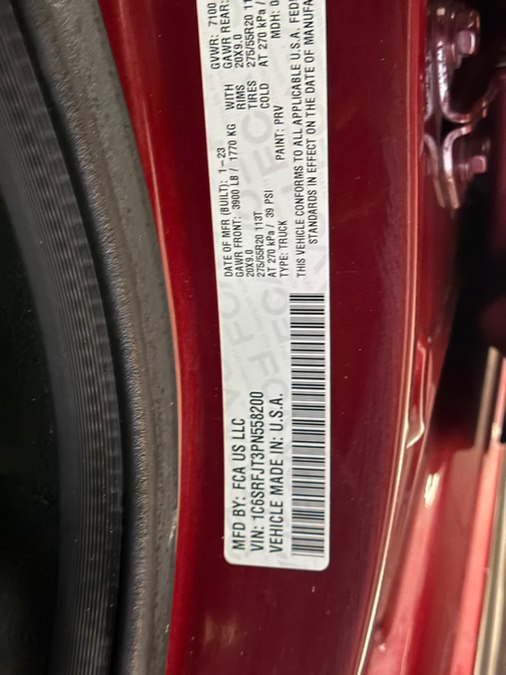 MFD BY: FCA US LLC
VIN: 1C6SRFJT3PN558200
VEHICLE MADE IN: U.S.A.
DATE OF MFR (BUILT): 1-23 GVWR: 7100
GAWR FRONT: 3900 LB / 1770 KG WITH GAWR REAR:
20X9.0 RIMS 20X9.0
275/55R20 113T TIRES 275/55R20 11
AT 270 kPa / 39 PSI COLD AT 270 kPa /
TYPE: TRUCK PAINT: PRV MDH:
THIS VEHICLE CONFORMS TO ALL APPLICABLE U.S.A. FED
STANDARDS IN EFFECT ON THE DATE OF MANUFA